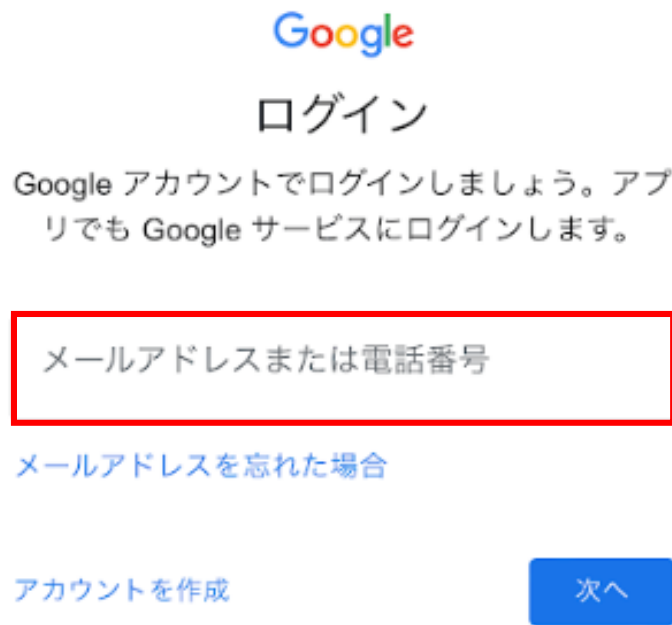 Google
ログイン
Google アカウントでログインしましょう。アプ
リでも Google サービスにログインします。
メールアドレスまたは電話番号
メールアドレスを忘れた場合
アカウントを作成
次へ